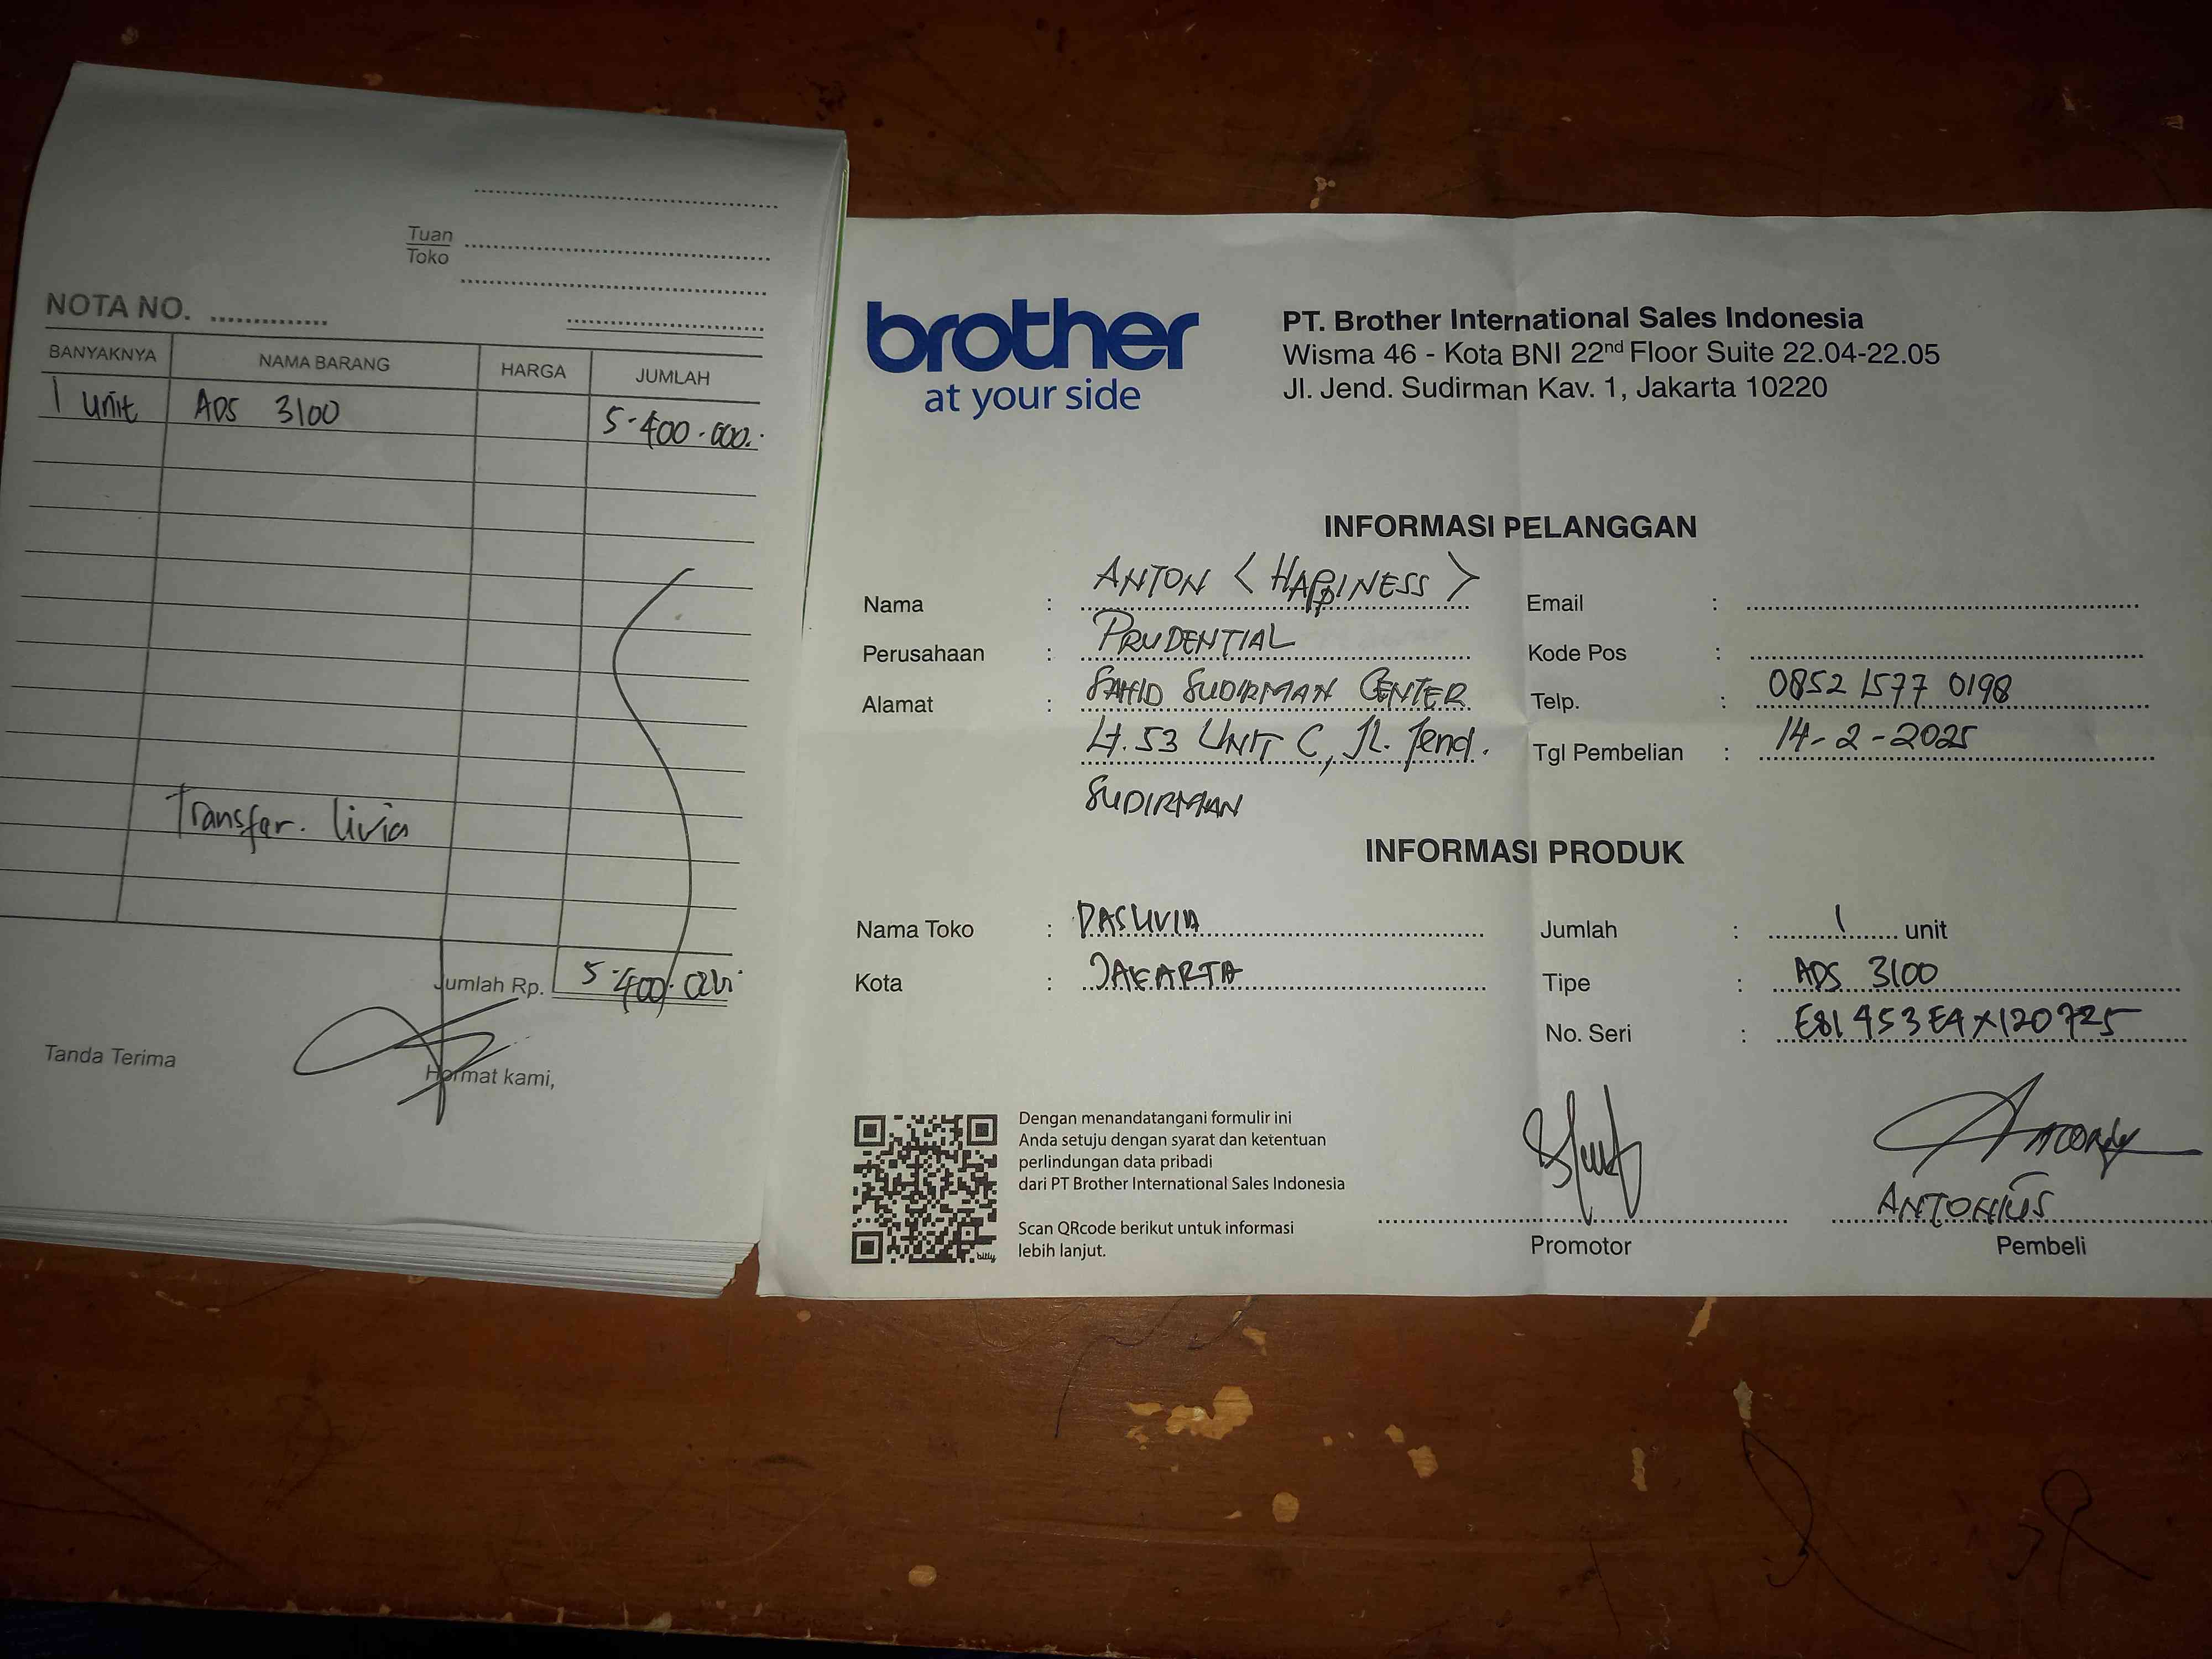 Tuan
Toko
NOTA NO.
BANYAKNYA NAMA BARANG HARGA JUMLAH
1 unit ADS 3100 5.400.000.
Transfer. livia
Jumlah Rp. 5.400.
Tanda Terima
Hormat kami,
brother
at your side
PT. Brother International Sales Indonesia
Wisma 46 - Kota BNI 22nd Floor Suite 22.04-22.05
Jl. Jend. Sudirman Kav. 1, Jakarta 10220
INFORMASI PELANGGAN
Nama : ANTON < HAPPINESS >
Perusahaan : PRUDENTIAL
Alamat : SAHID SUDIRMAN CENTER
Lt. 53 UNIT C, Jl. Jend.
SUDIRMAN
Email :
Kode Pos :
Telp. : 0852 1577 0198
Tgl Pembelian : 14-2-2025
INFORMASI PRODUK
Nama Toko :
Kota : JAKARTA
Jumlah : 1 unit
Tipe : ADS 3100
No. Seri :
Dengan menandatangani formulir ini
Anda setuju dengan syarat dan ketentuan
perlindungan data pribadi
dari PT Brother International Sales Indonesia
Scan QRcode berikut untuk informasi
lebih lanjut.
bitly
Promotor
ANTONIUS
Pembeli